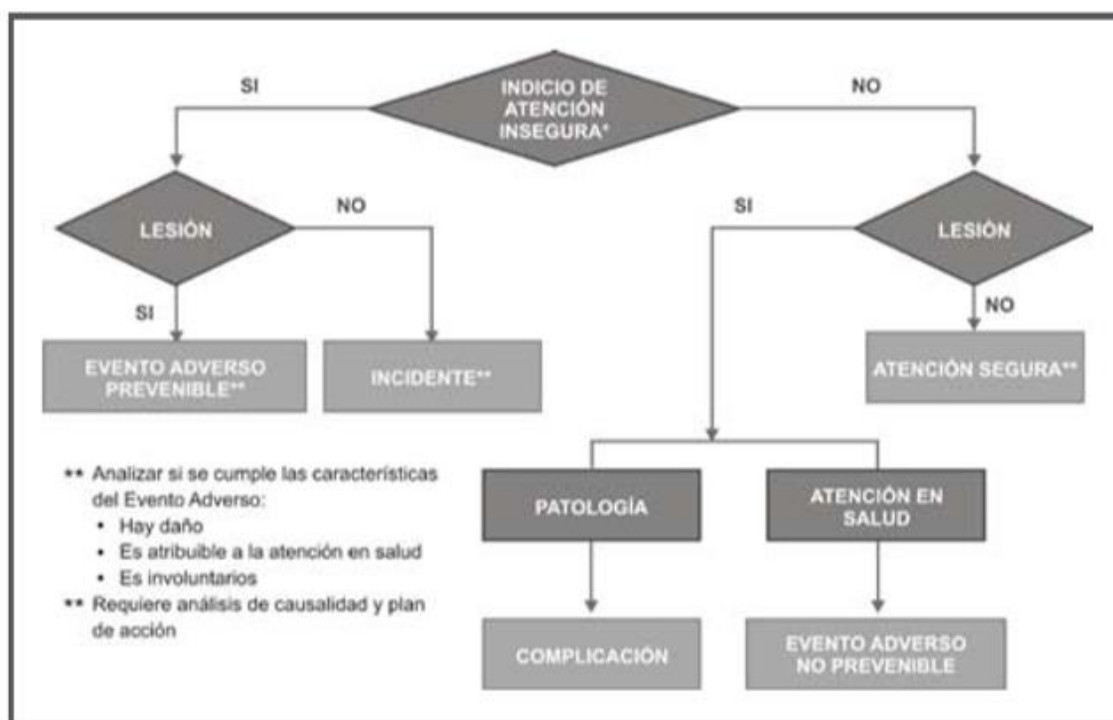 INDICIO DE
ATENCIÓN
INSEGURA*
SI
NO
LESIÓN
NO
SI
LESIÓN
SI
NO
EVENTO ADVERSO
PREVENIBLE**
INCIDENTE**
ATENCIÓN SEGURA**
** Analizar si se cumple las características
del Evento Adverso:
• Hay daño
• Es atribuible a la atención en salud
• Es involuntarios
** Requiere análisis de causalidad y plan
de acción
PATOLOGÍA
ATENCIÓN EN
SALUD
COMPLICACIÓN
EVENTO ADVERSO
NO PREVENIBLE